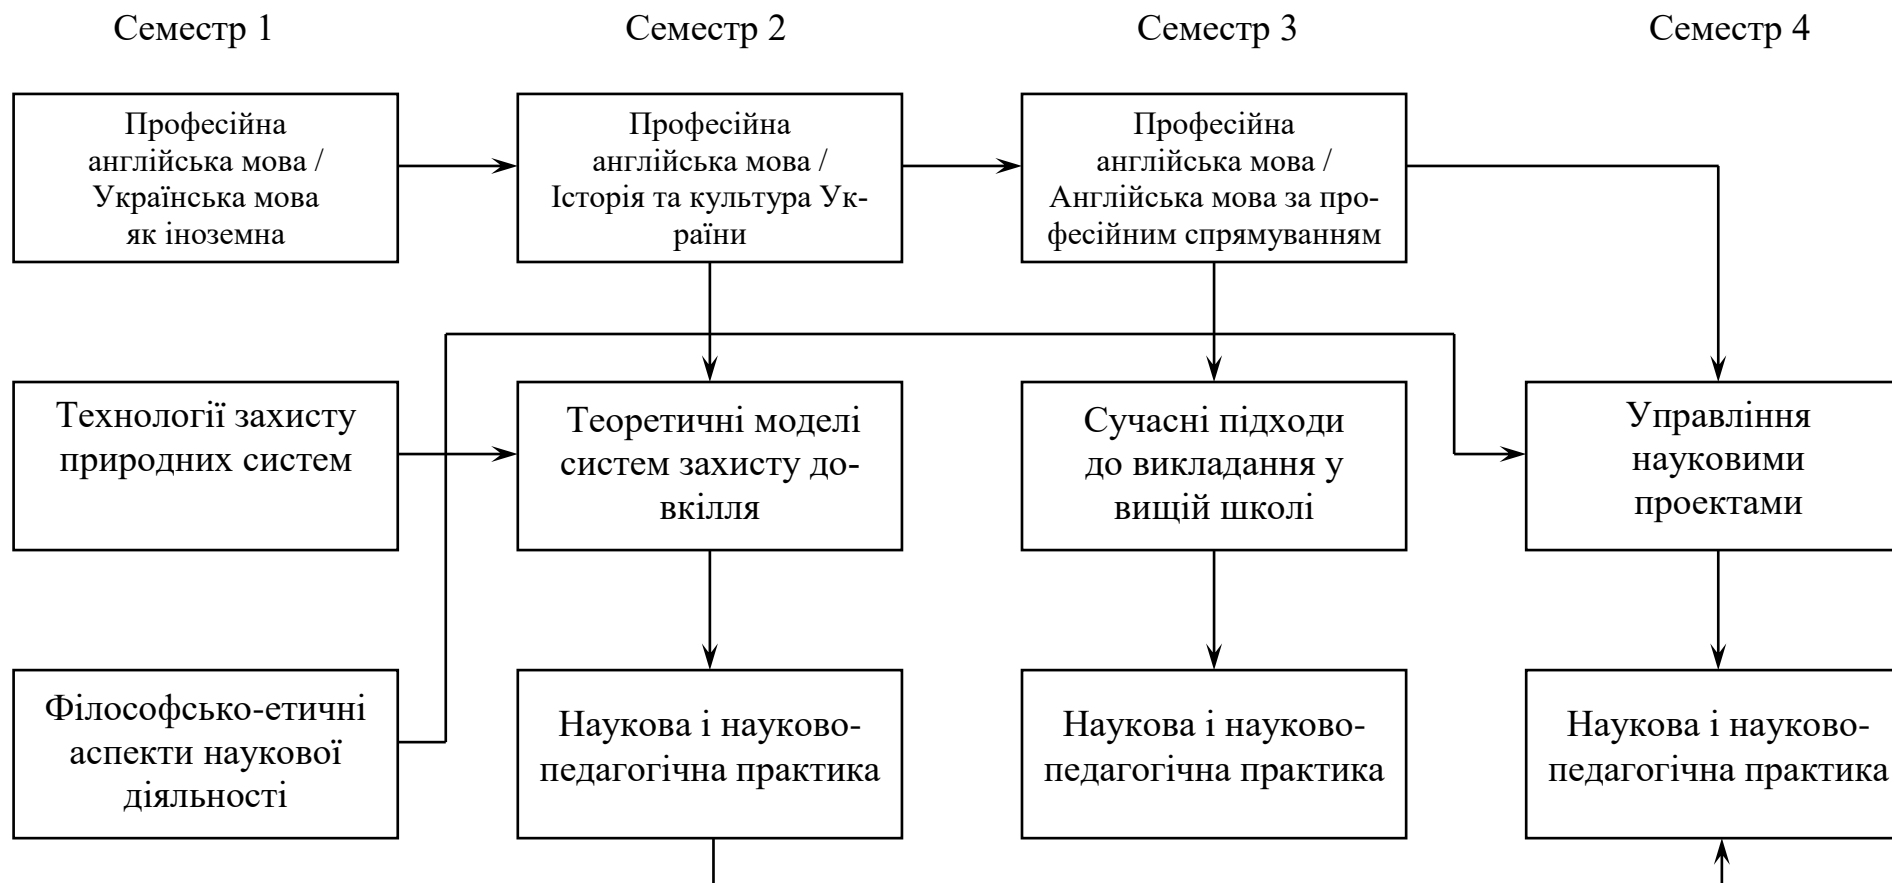 Семестр 1
Семестр 2
Семестр 3
Семестр 4
Професійна
англійська мова /
Українська мова
як іноземна
Професійна
англійська мова /
Історія та культура Ук-
раїни
Професійна
англійська мова /
Англійська мова за про-
фесійним спрямуванням
Технології захисту
природних систем
Теоретичні моделі
систем захисту до-
вкілля
Сучасні підходи
до викладання у
вищій школі
Управління
науковими
проектами
Філософсько-етичні
аспекти наукової
діяльності
Наукова і науково-
педагогічна практика
Наукова і науково-
педагогічна практика
Наукова і науково-
педагогічна практика